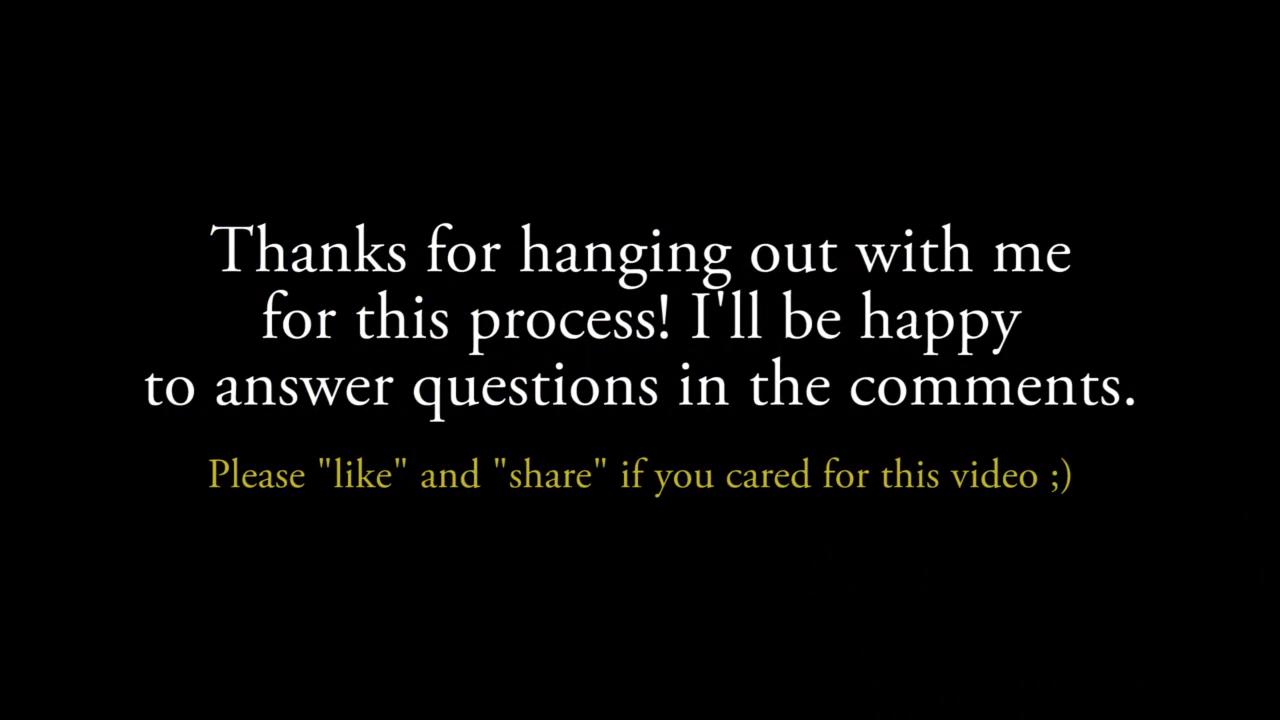 Thanks for hanging out with me
for this process! I'll be happy
to answer questions in the comments.
Please "like" and "share" if you cared for this video ;)